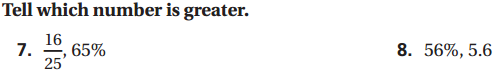 Tell which number is greater.
7. 16/25, 65%
8. 56%, 5.6